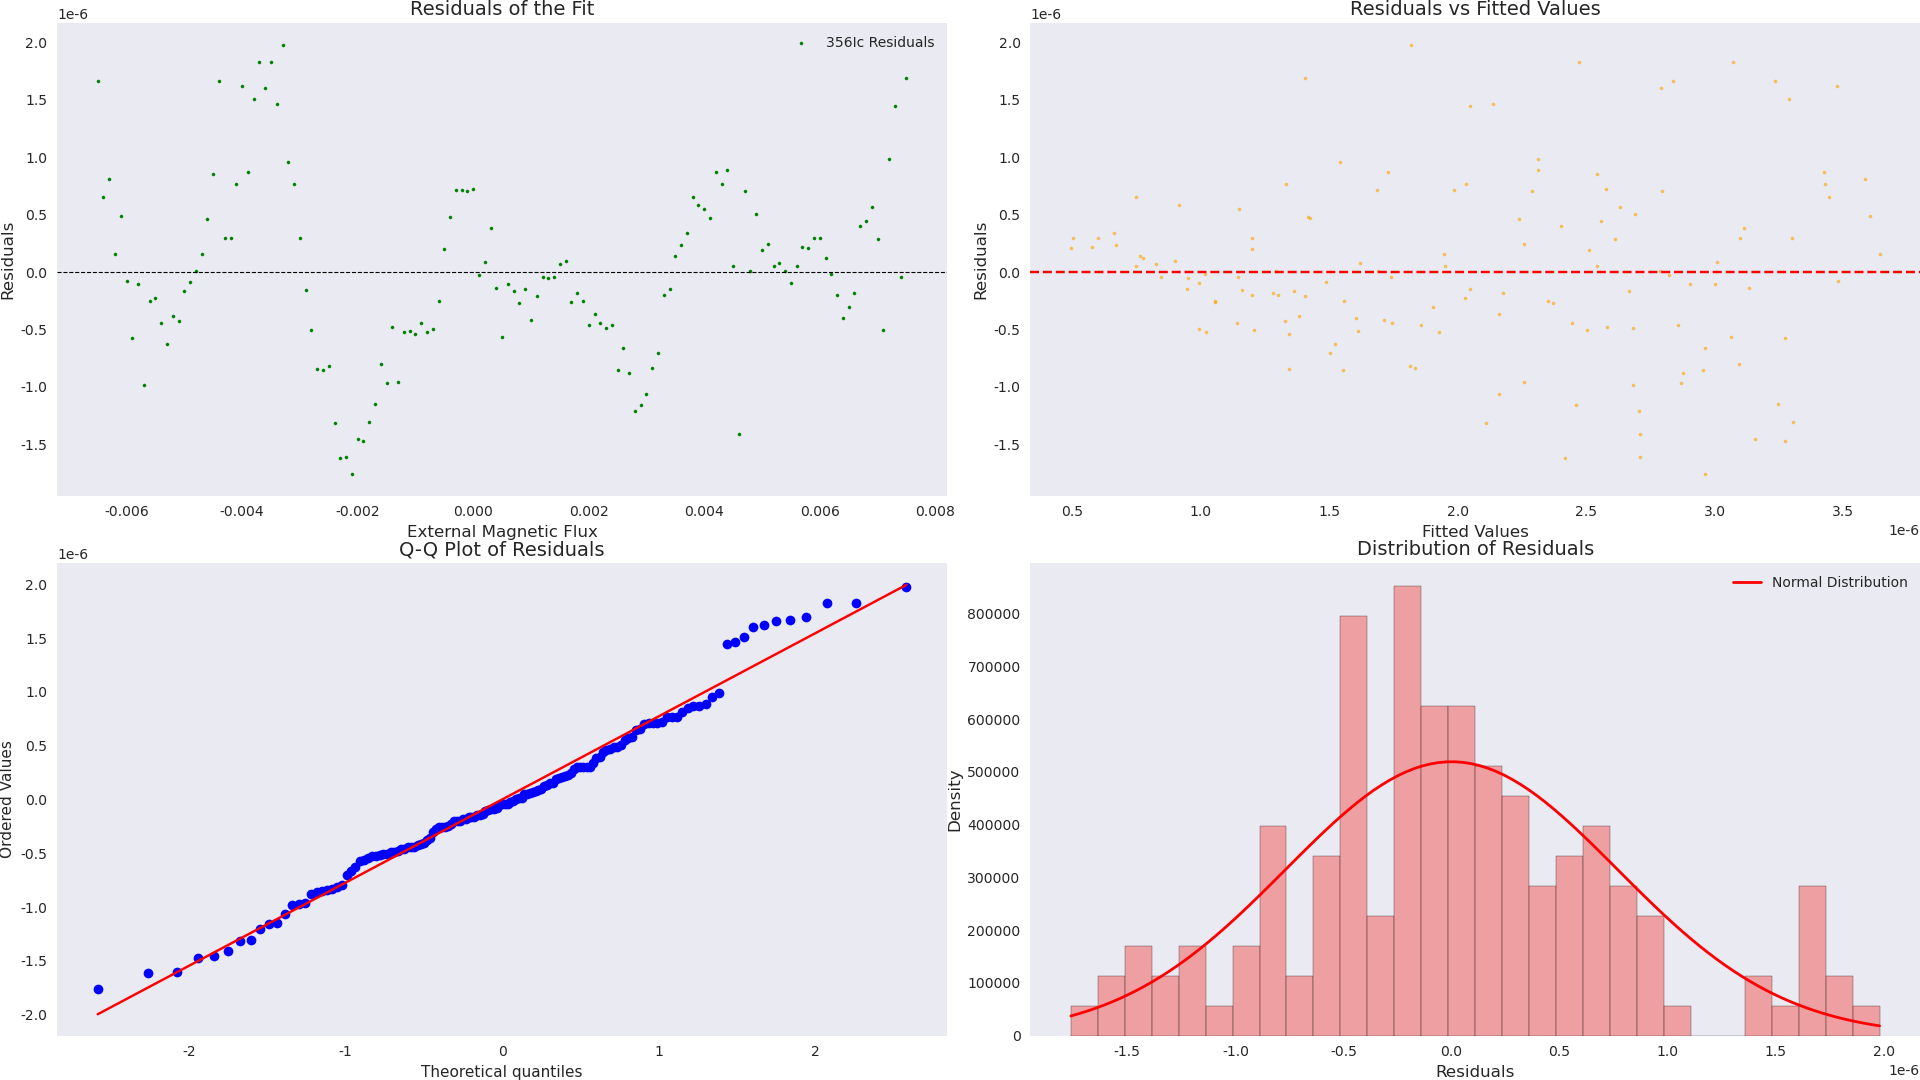 Residuals of the Fit
1e-6
356Ic Residuals
2.0
1.5
1.0
0.5
0.0
-0.5
-1.0
-1.5
Residuals
-0.006 -0.004 -0.002 0.000 0.002 0.004 0.006 0.008
External Magnetic Flux
Residuals vs Fitted Values
1e-6
2.0
1.5
1.0
0.5
0.0
-0.5
-1.0
-1.5
Residuals
0.5 1.0 1.5 2.0 2.5 3.0 3.5
1e-6
Fitted Values
Q-Q Plot of Residuals
1e-6
2.0
1.5
1.0
0.5
0.0
-0.5
-1.0
-1.5
-2.0
Ordered Values
-2 -1 0 1 2
Theoretical quantiles
Distribution of Residuals
Normal Distribution
800000
700000
600000
500000
400000
300000
200000
100000
0
Density
-1.5 -1.0 -0.5 0.0 0.5 1.0 1.5 2.0
1e-6
Residuals